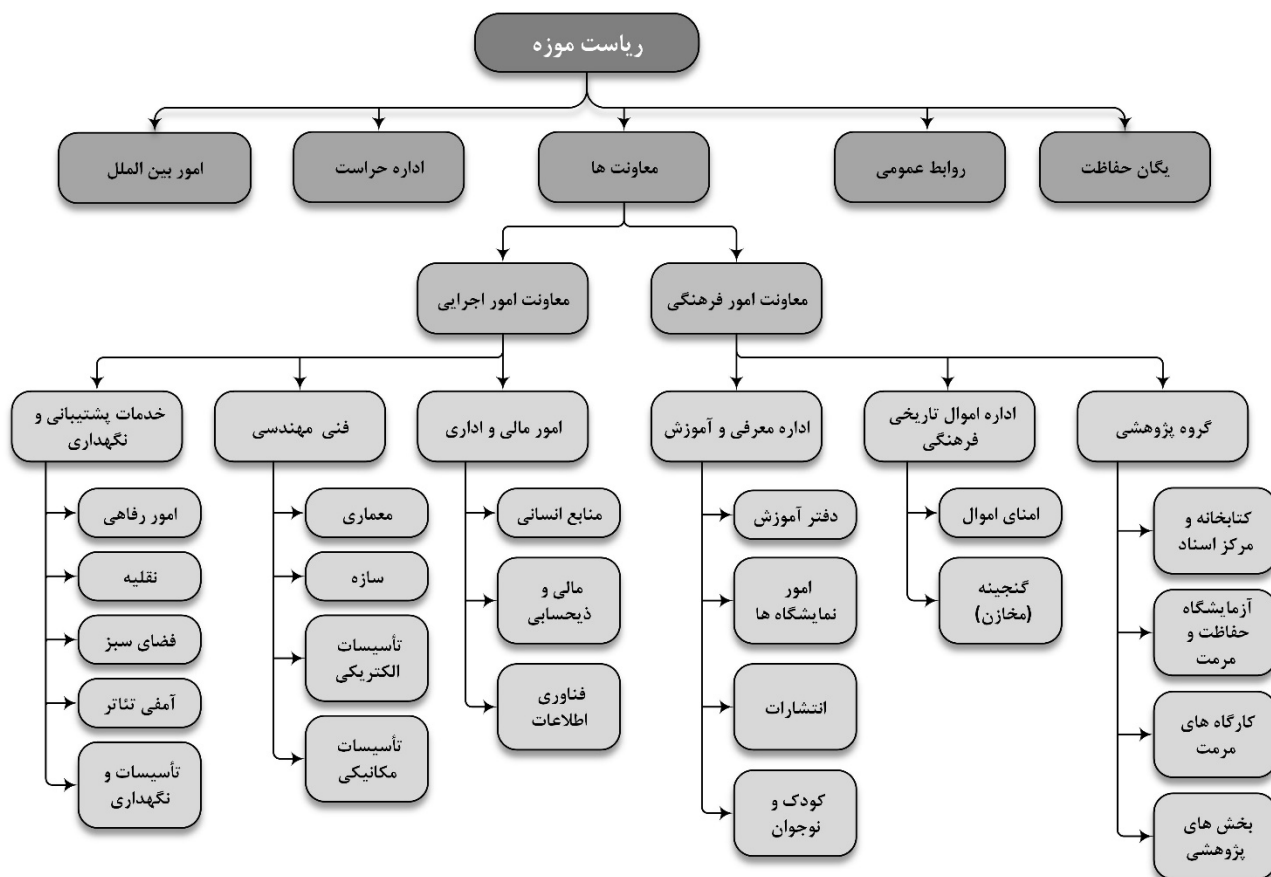 ریاست موزه
یگان حفاظت
روابط عمومی
معاونت ها
اداره حراست
امور بین الملل
معاونت امور فرهنگی
معاونت امور اجرایی
گروه پژوهشی
اداره اموال تاریخی
فرهنگی
اداره معرفی و آموزش
امور مالی و اداری
فنی مهندسی
خدمات پشتیبانی و
نگهداری
کتابخانه و
مرکز اسناد
آزمایشگاه
حفاظت و
مرمت
کارگاه های
مرمت
بخش های
پژوهشی
امنای اموال
گنجینه
(مخازن)
دفتر آموزش
امور
نمایشگاه ها
انتشارات
کودک و
نوجوان
منابع انسانی
مالی و
ذیحسابی
فناوری
اطلاعات
معماری
سازه
تأسیسات
الکتریکی
تأسیسات
مکانیکی
امور رفاهی
نقلیه
فضای سبز
آمفی تئاتر
تأسیسات و
نگهداری